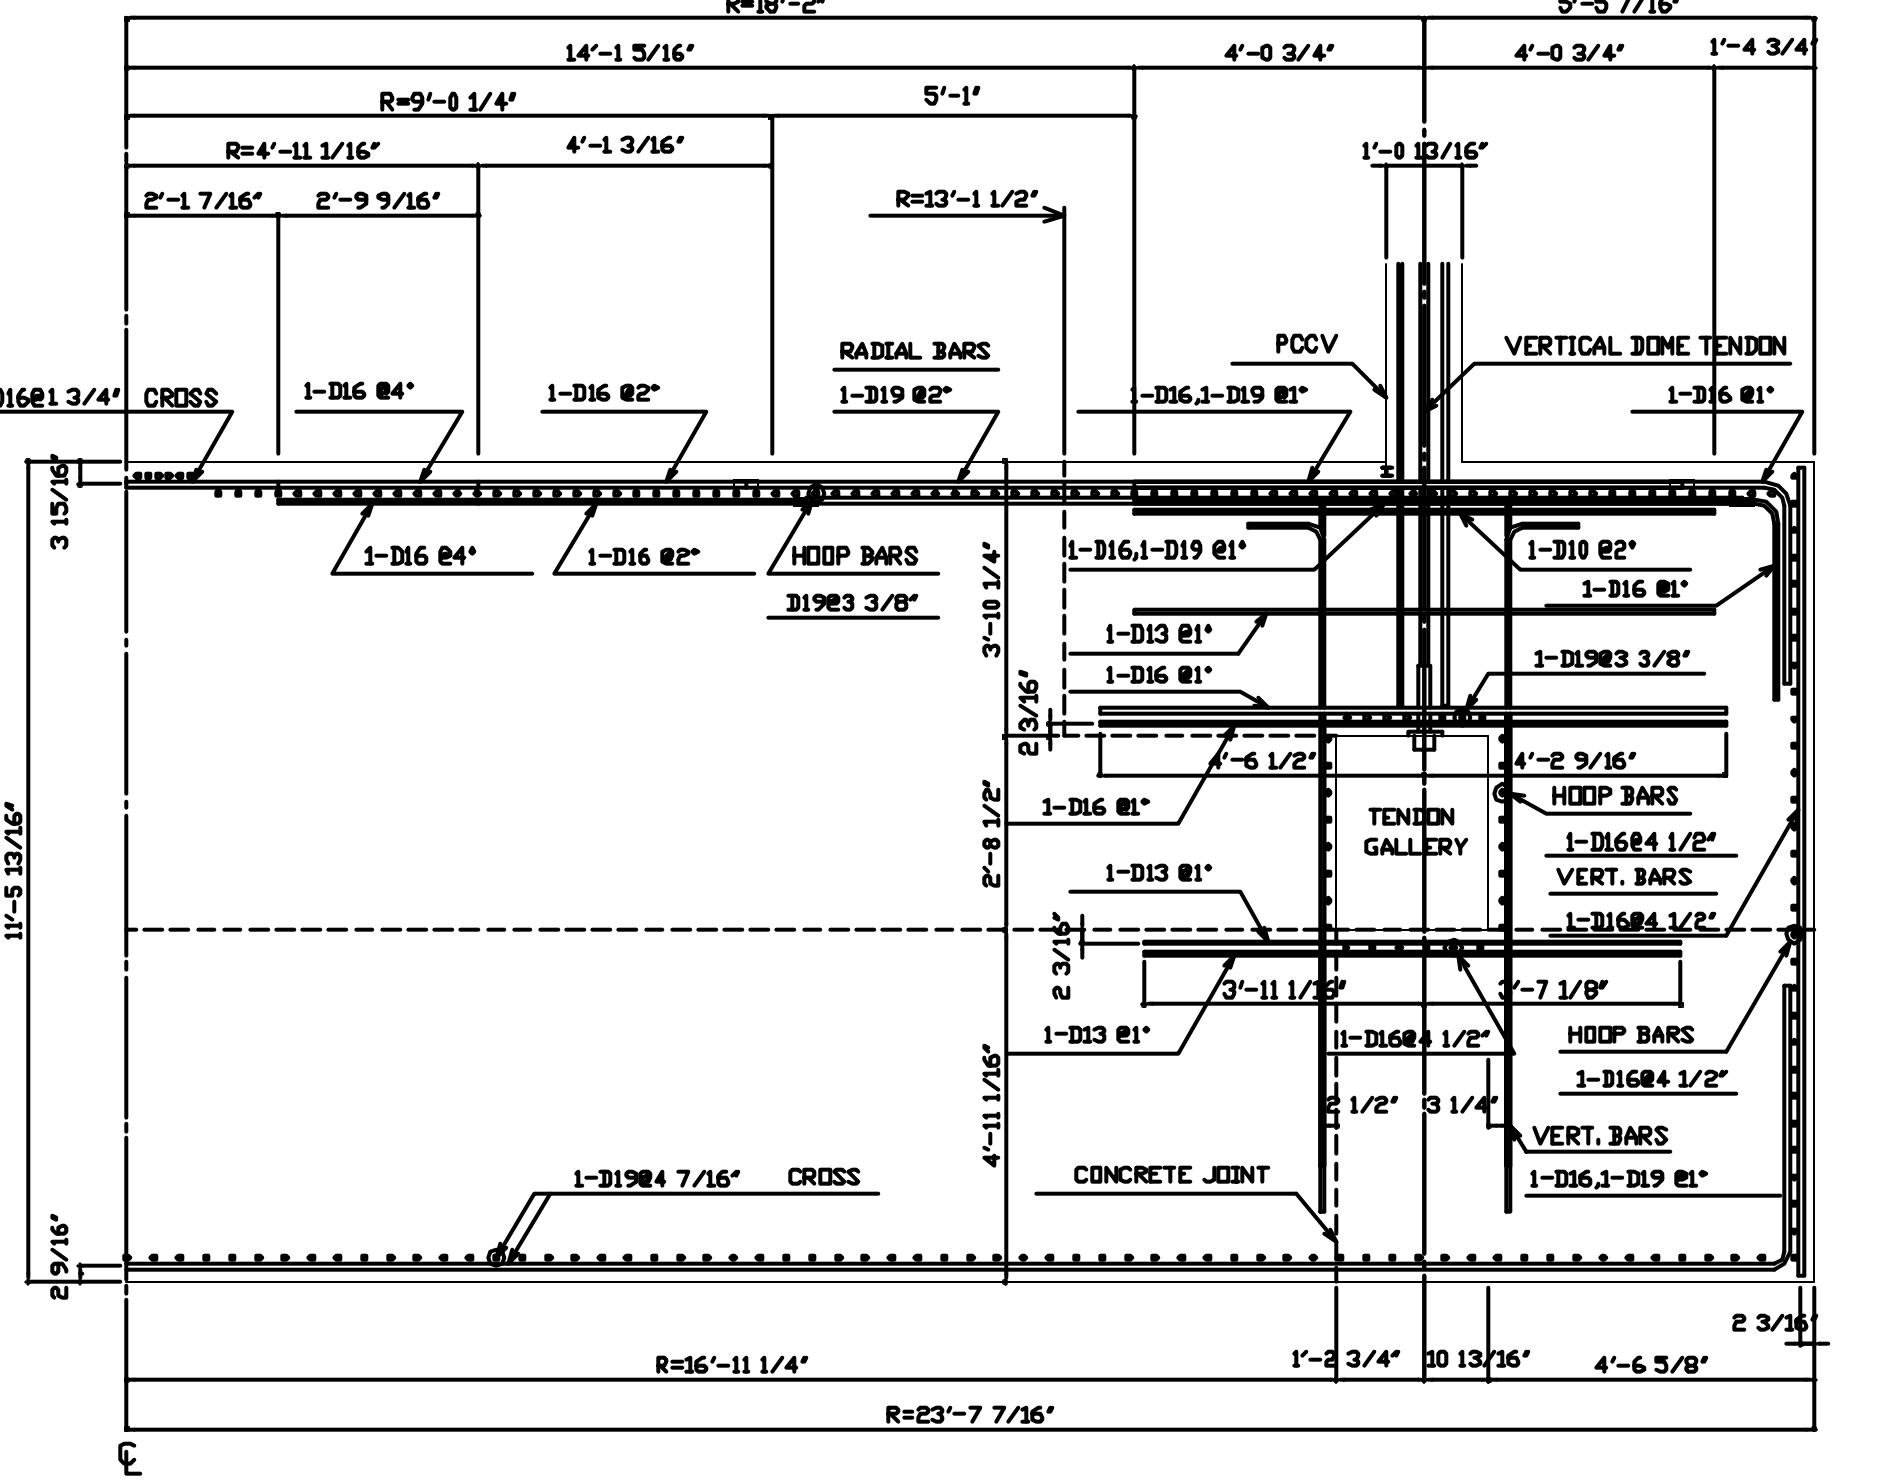 R=18'-2" 5'-5 7/16"
14'-1 5/16" 4'-0 3/4" 4'-0 3/4" 1'-4 3/4"
R=9'-0 1/4" 5'-1"
R=4'-11 1/16" 4'-1 3/16" 1'-0 13/16"
2'-1 7/16" 2'-9 9/16" R=13'-1 1/2"
RADIAL BARS PCCV VERTICAL DOME TENDON
D16@1 3/4" CROSS 1-D16 @4° 1-D16 @2° 1-D19 @2° 1-D16,1-D19 @1° 1-D16 @1°
3 15/16"
1-D16 @4° 1-D16 @2° HOOP BARS 1-D16,1-D19 @1° 1-D10 @2°
D19@3 3/8" 1-D16 @1°
3'-10 1/4"
1-D13 @1°
1-D16 @1° 1-D19@3 3/8"
2 3/16"
4'-6 1/2" 4'-2 9/16"
1-D16 @1° HOOP BARS
TENDON
GALLERY
1-D16@4 1/2"
2'-8 1/2"
11'-5 13/16"
1-D13 @1° VERT. BARS
1-D16@4 1/2"
2 3/16"
3'-11 1/16" 3'-7 1/8"
1-D13 @1° 1-D16@4 1/2" HOOP BARS
1-D16@4 1/2"
4'-11 1/16"
2 1/2" 3 1/4"
VERT. BARS
1-D19@4 7/16" CROSS CONCRETE JOINT 1-D16,1-D19 @1°
2 9/16"
2 3/16"
R=16'-11 1/4" 1'-2 3/4" 10 13/16" 4'-6 5/8"
R=23'-7 7/16"
CL